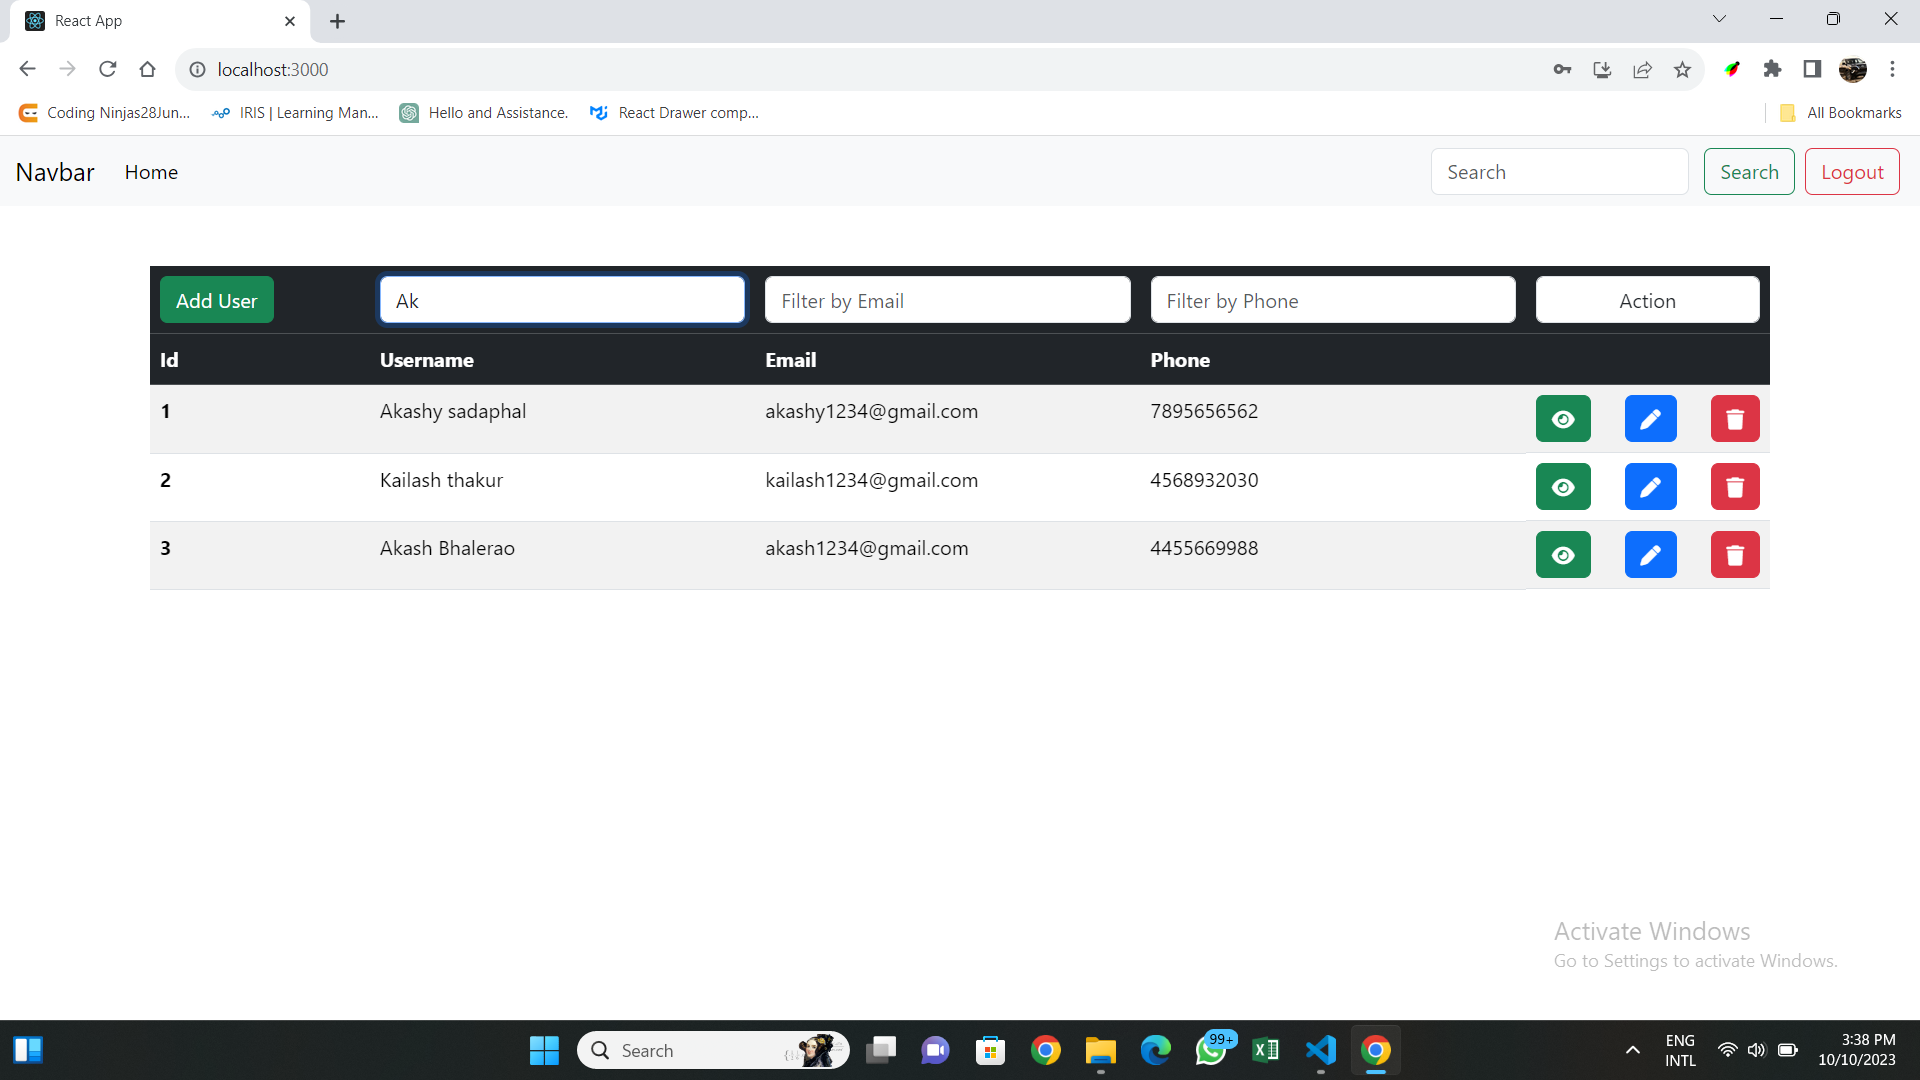 React App
localhost:3000
Coding Ninjas28Jun...
IRIS | Learning Man...
Hello and Assistance.
React Drawer comp...
All Bookmarks
Navbar
Home
Search
Search
Logout
Add User
Ak
Filter by Email
Filter by Phone
Action
Id Username Email Phone
1 Akashy sadaphal akashy1234@gmail.com 7895656562
2 Kailash thakur kailash1234@gmail.com 4568932030
3 Akash Bhalerao akash1234@gmail.com 4455669988
Activate Windows
Go to Settings to activate Windows.
Search
99+
ENG
INTL
3:38 PM
10/10/2023